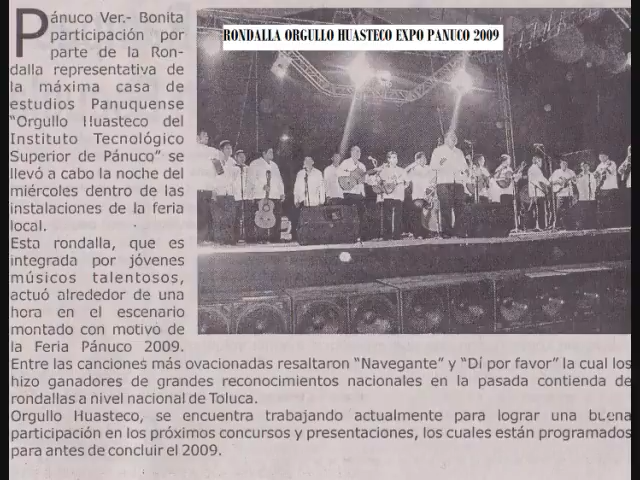 RONDALLA ORGULLO HUASTECO EXPO PANUCO 2009
Pánuco Ver.- Bonita
participación por
parte de la Ron-
dalla representativa de
la máxima casa de
estudios Panuquense
“Orgullo Huasteco del
Instituto Tecnológico
Superior de Pánuco” se
llevó a cabo la noche del
miércoles dentro de las
instalaciones de la feria
local.
Esta rondalla, que es
integrada por jóvenes
músicos talentosos,
actuó alrededor de una
hora en el escenario
montado con motivo de
la Feria Pánuco 2009.
Entre las canciones más ovacionadas resaltaron “Navegante” y “Dí por favor” la cual los
hizo ganadores de grandes reconocimientos nacionales en la pasada contienda de
rondallas a nivel nacional de Toluca.
Orgullo Huasteco, se encuentra trabajando actualmente para lograr una buena
participación en los próximos concursos y presentaciones, los cuales están programados
para antes de concluir el 2009.